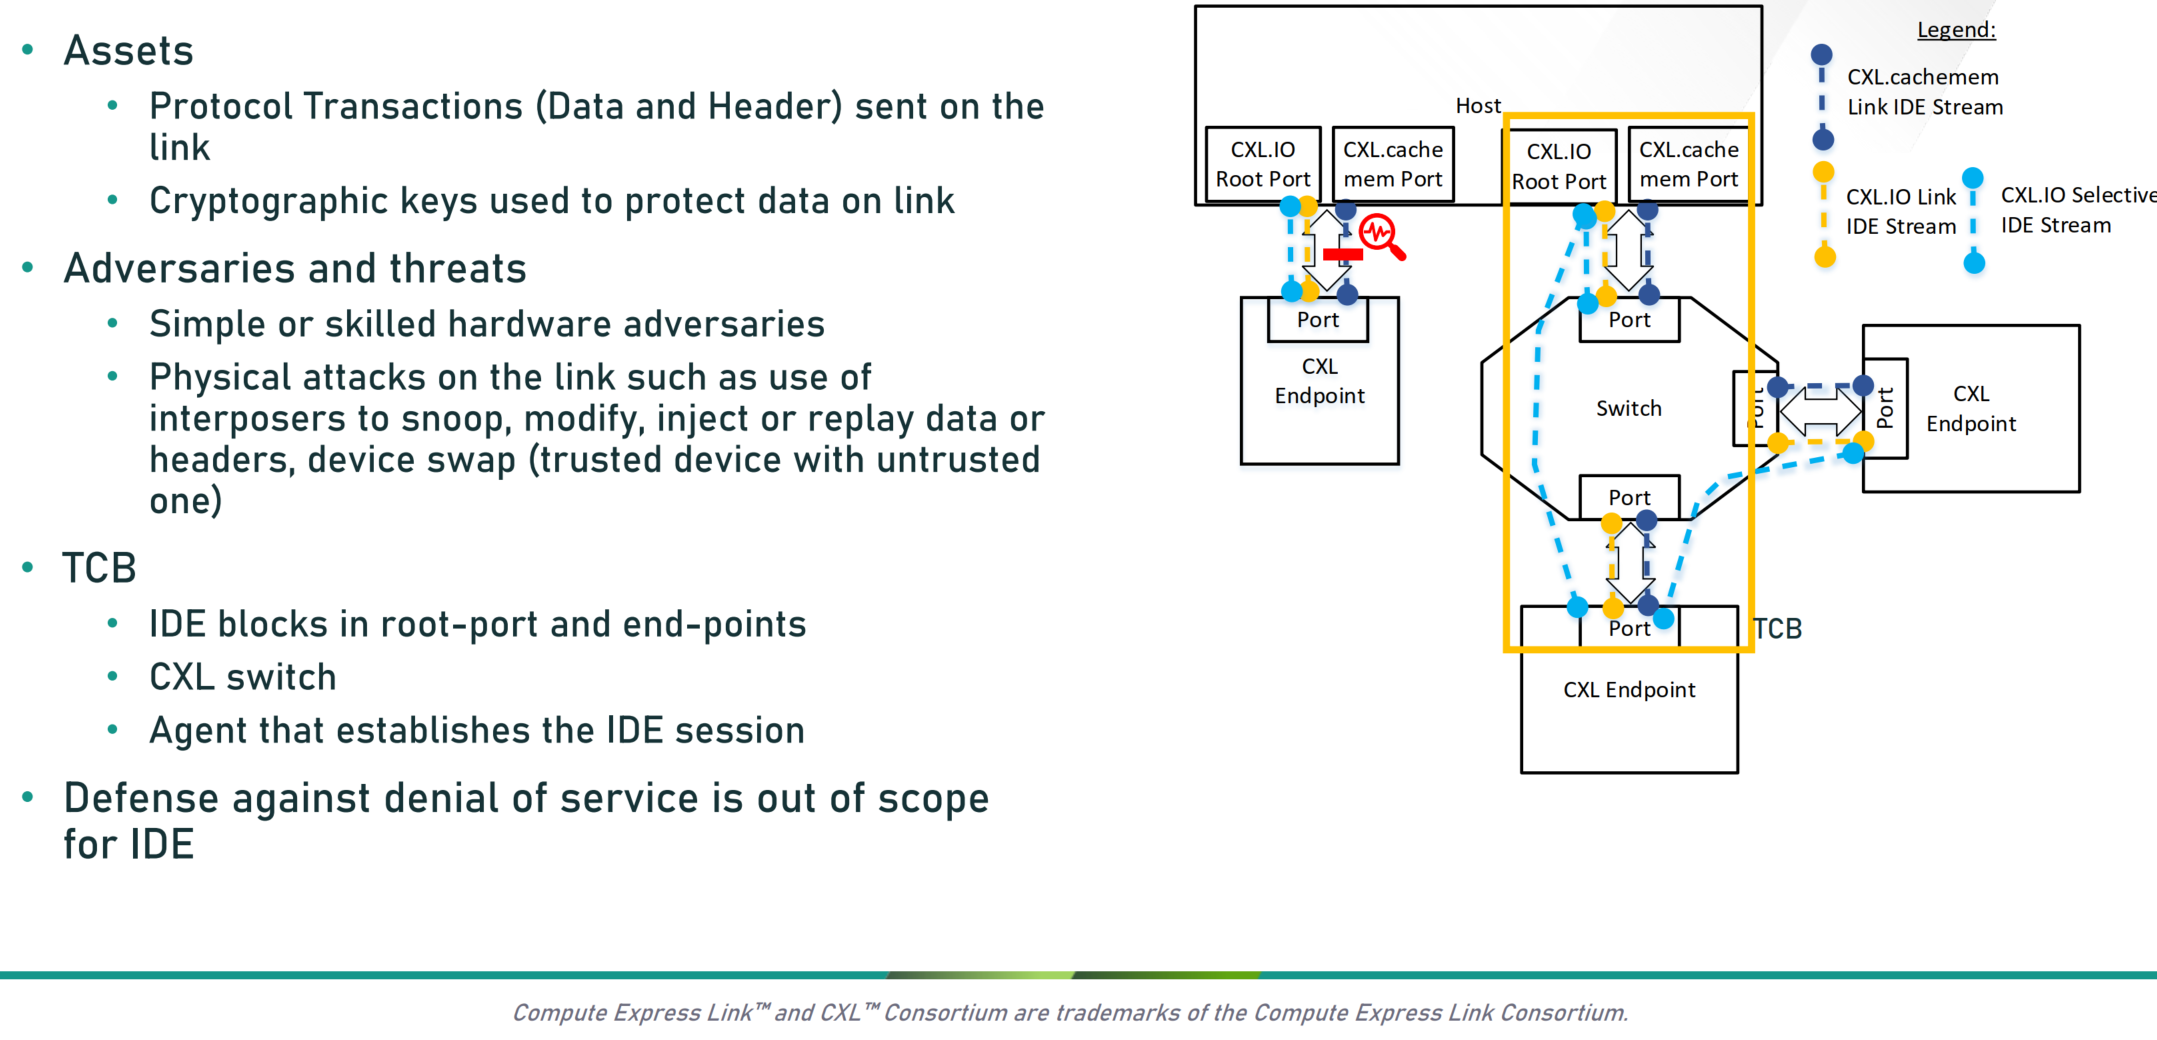 Assets
Protocol Transactions (Data and Header) sent on the
link
Cryptographic keys used to protect data on link
Adversaries and threats
Simple or skilled hardware adversaries
Physical attacks on the link such as use of
interposers to snoop, modify, inject or replay data or
headers, device swap (trusted device with untrusted
one)
TCB
IDE blocks in root-port and end-points
CXL switch
Agent that establishes the IDE session
Defense against denial of service is out of scope
for IDE
Host
CXL.IO
Root Port
CXL.cache
mem Port
CXL.IO
Root Port
CXL.cache
mem Port
Port
CXL
Endpoint
Port
Switch
Port
Port
CXL
Endpoint
Port
Port
CXL Endpoint
TCB
Legend:
CXL.cachemem
Link IDE Stream
CXL.IO Link
IDE Stream
CXL.IO Selective
IDE Stream
Compute Express Link™ and CXL™ Consortium are trademarks of the Compute Express Link Consortium.